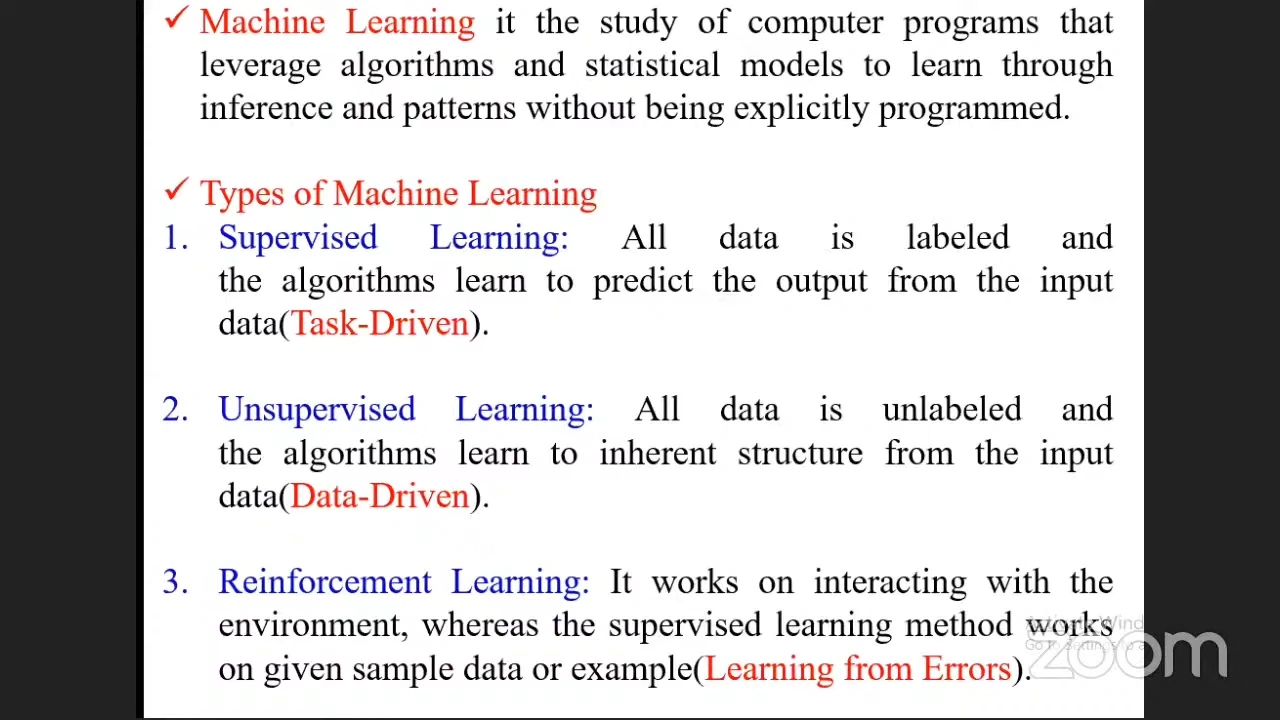 ✓ Machine Learning it the study of computer programs that
leverage algorithms and statistical models to learn through
inference and patterns without being explicitly programmed.
✓ Types of Machine Learning
1. Supervised Learning: All data is labeled and
the algorithms learn to predict the output from the input
data(Task-Driven).
2. Unsupervised Learning: All data is unlabeled and
the algorithms learn to inherent structure from the input
data(Data-Driven).
3. Reinforcement Learning: It works on interacting with the
environment, whereas the supervised learning method works
on given sample data or example(Learning from Errors).
Go to Settings to a
zoom